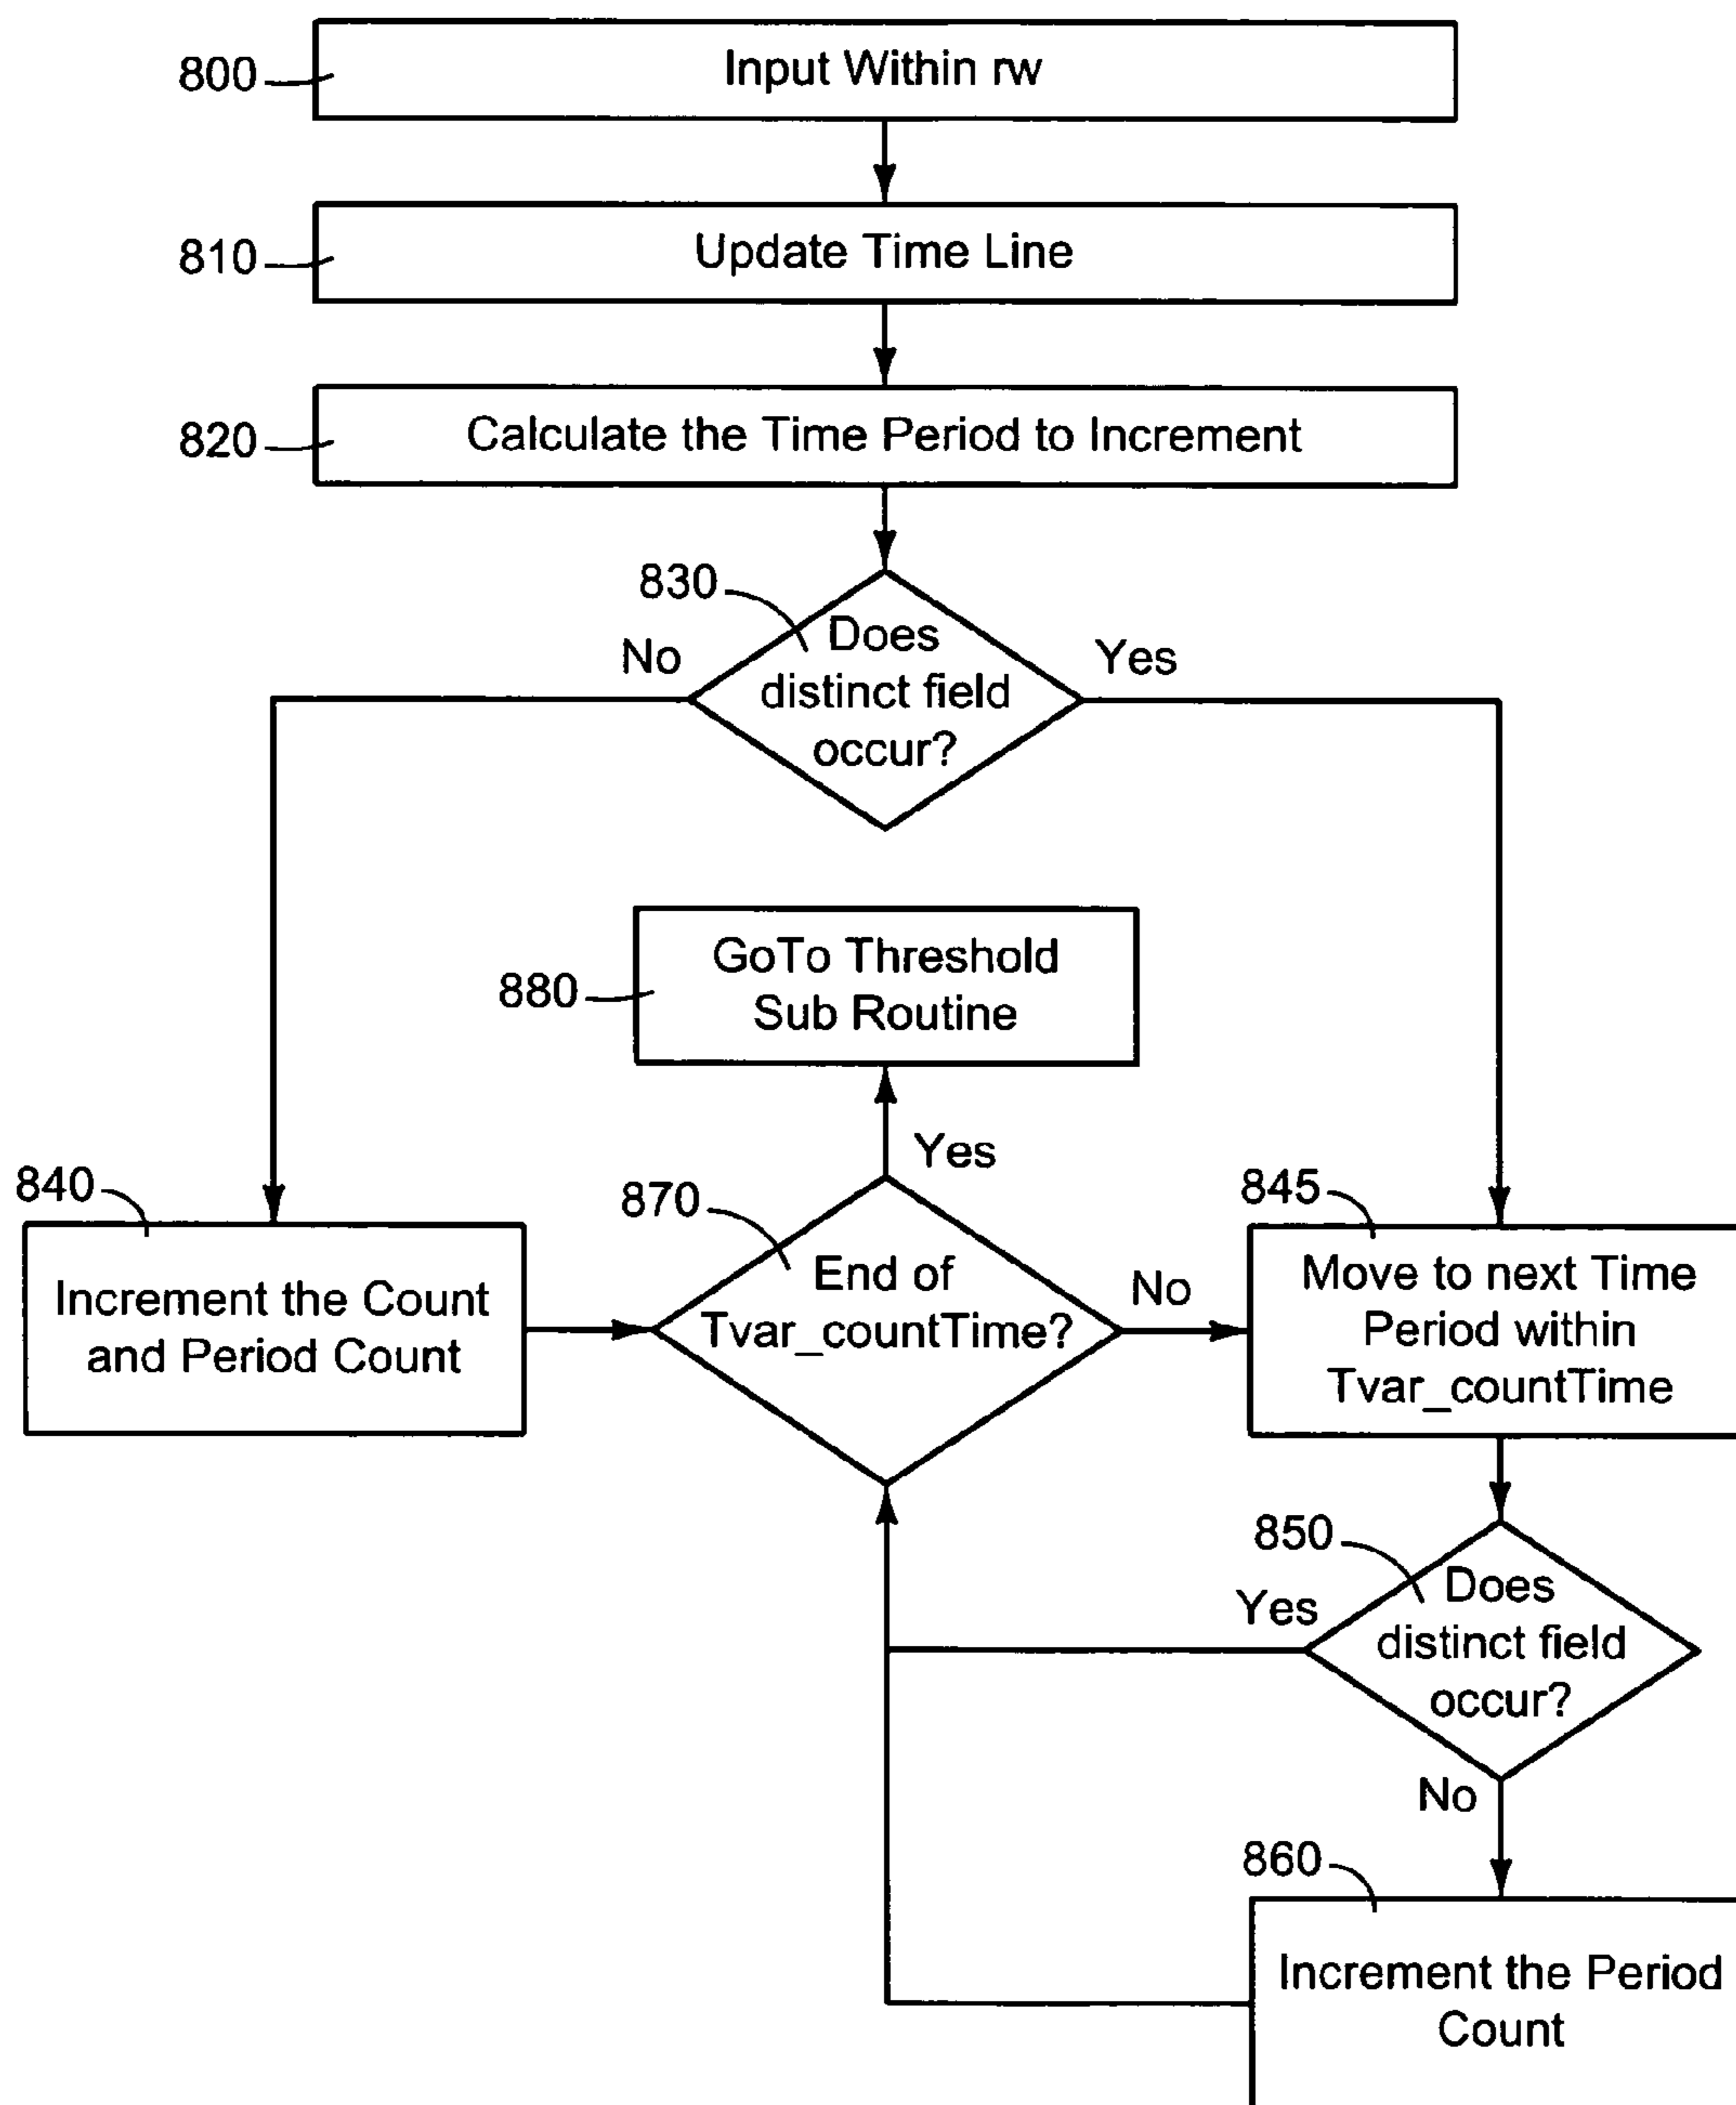 800
Input Within rw
810
Update Time Line
820
Calculate the Time Period to Increment
830
Does
distinct field
occur?
No
Yes
880
GoTo Threshold
Sub Routine
Yes
840
Increment the Count
and Period Count
870
End of
Tvar_countTime?
No
845
Move to next Time
Period within
Tvar_countTime
850
Does
distinct field
occur?
Yes
No
860
Increment the Period
Count